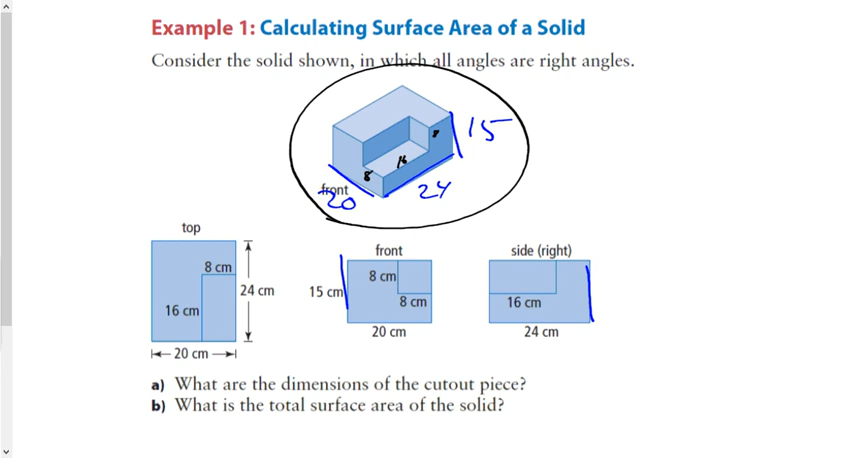 Example 1: Calculating Surface Area of a Solid
Consider the solid shown, in which all angles are right angles.
15
8
16
8
front
20
24
top
8 cm
16 cm
24 cm
20 cm
front
15 cm
8 cm
8 cm
20 cm
side (right)
16 cm
24 cm
a) What are the dimensions of the cutout piece?
b) What is the total surface area of the solid?